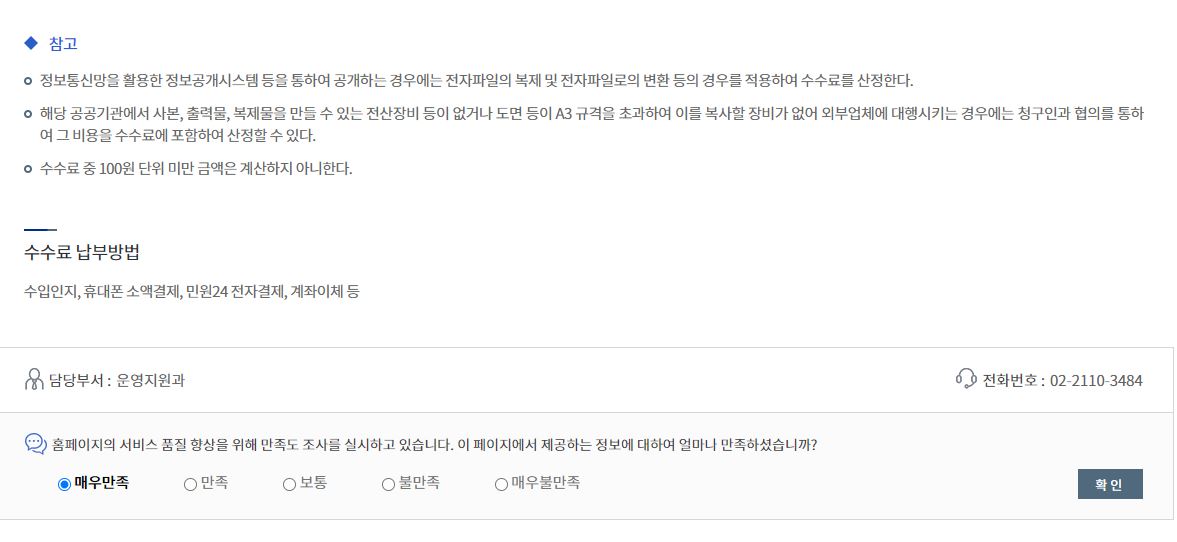 참고
정보통신망을 활용한 정보공개시스템 등을 통하여 공개하는 경우에는 전자파일의 복제 및 전자파일로의 변환 등의 경우를 적용하여 수수료를 산정한다.
해당 공공기관에서 사본, 출력물, 복제물을 만들 수 있는 전산장비 등이 없거나 도면 등이 A3 규격을 초과하여 이를 복사할 장비가 없어 외부업체에 대행시키는 경우에는 청구인과 협의를 통하
여 그 비용을 수수료에 포함하여 산정할 수 있다.
수수료 중 100원 단위 미만 금액은 계산하지 아니한다.
수수료 납부방법
수입인지, 휴대폰 소액결제, 민원24 전자결제, 계좌이체 등
담당부서 : 운영지원과 전화번호 : 02-2110-3484
홈페이지의 서비스 품질 향상을 위해 만족도 조사를 실시하고 있습니다. 이 페이지에서 제공하는 정보에 대하여 얼마나 만족하셨습니까?
매우만족 만족 보통 불만족 매우불만족 확인